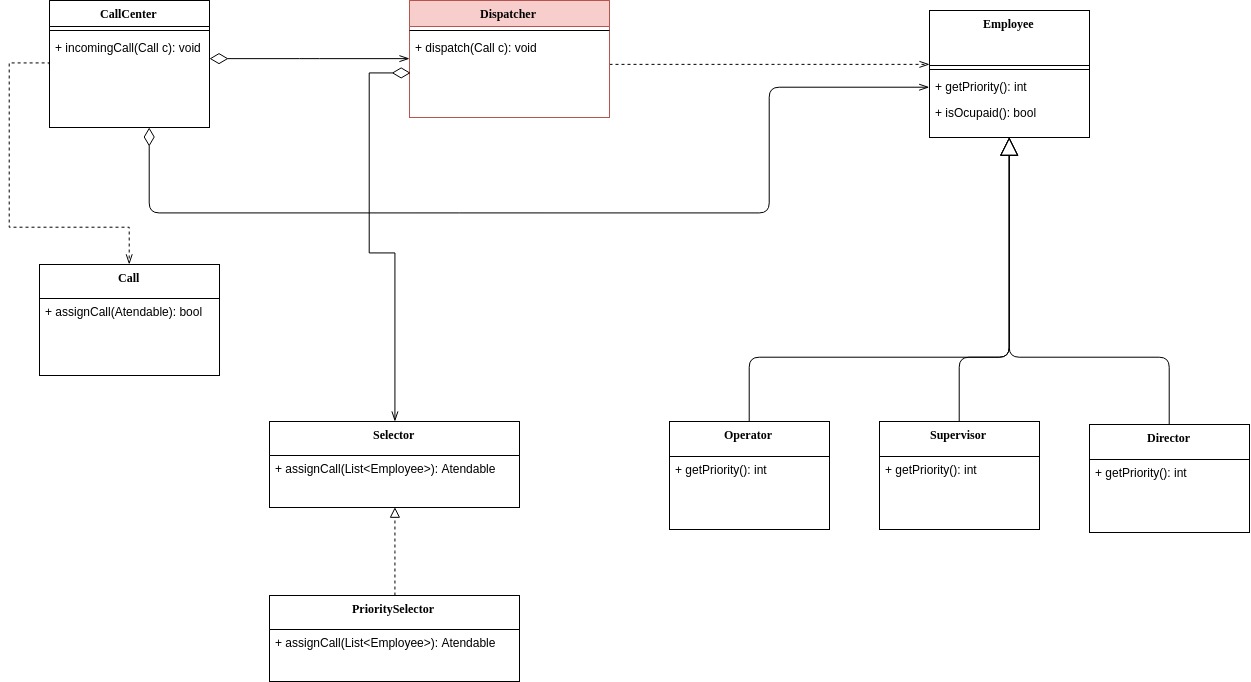 CallCenter
+ incomingCall(Call c): void
Dispatcher
+ dispatch(Call c): void
Employee
+ getPriority(): int
+ isOcupaid(): bool
Call
+ assignCall(Atendable): bool
Selector
+ assignCall(List<Employee>): Atendable
Operator
+ getPriority(): int
Supervisor
+ getPriority(): int
Director
+ getPriority(): int
PrioritySelector
+ assignCall(List<Employee>): Atendable